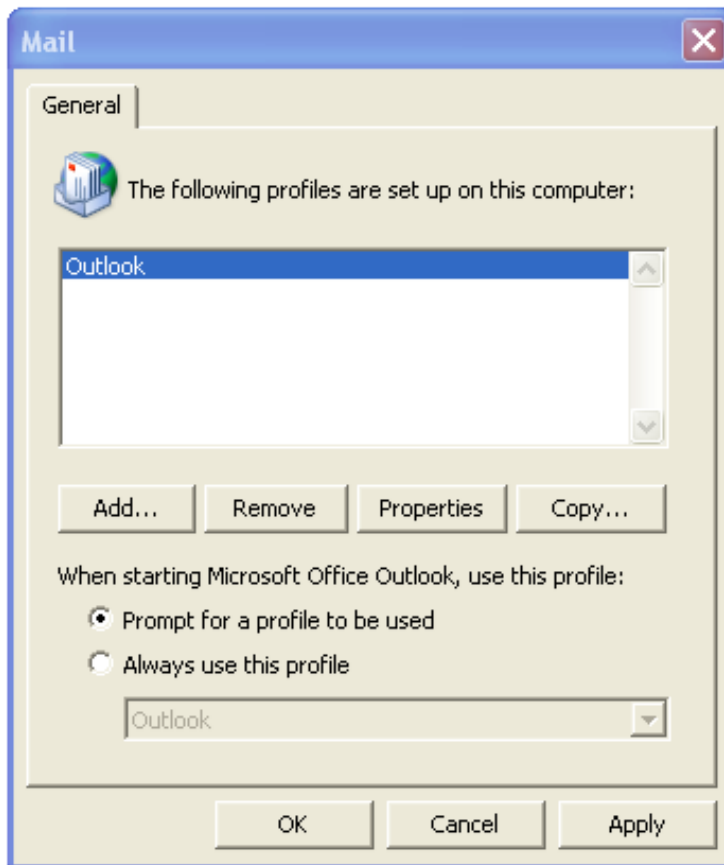 Mail
General
The following profiles are set up on this computer:
Outlook
Add... Remove Properties Copy...
When starting Microsoft Office Outlook, use this profile:
Prompt for a profile to be used
Always use this profile
Outlook
OK Cancel Apply